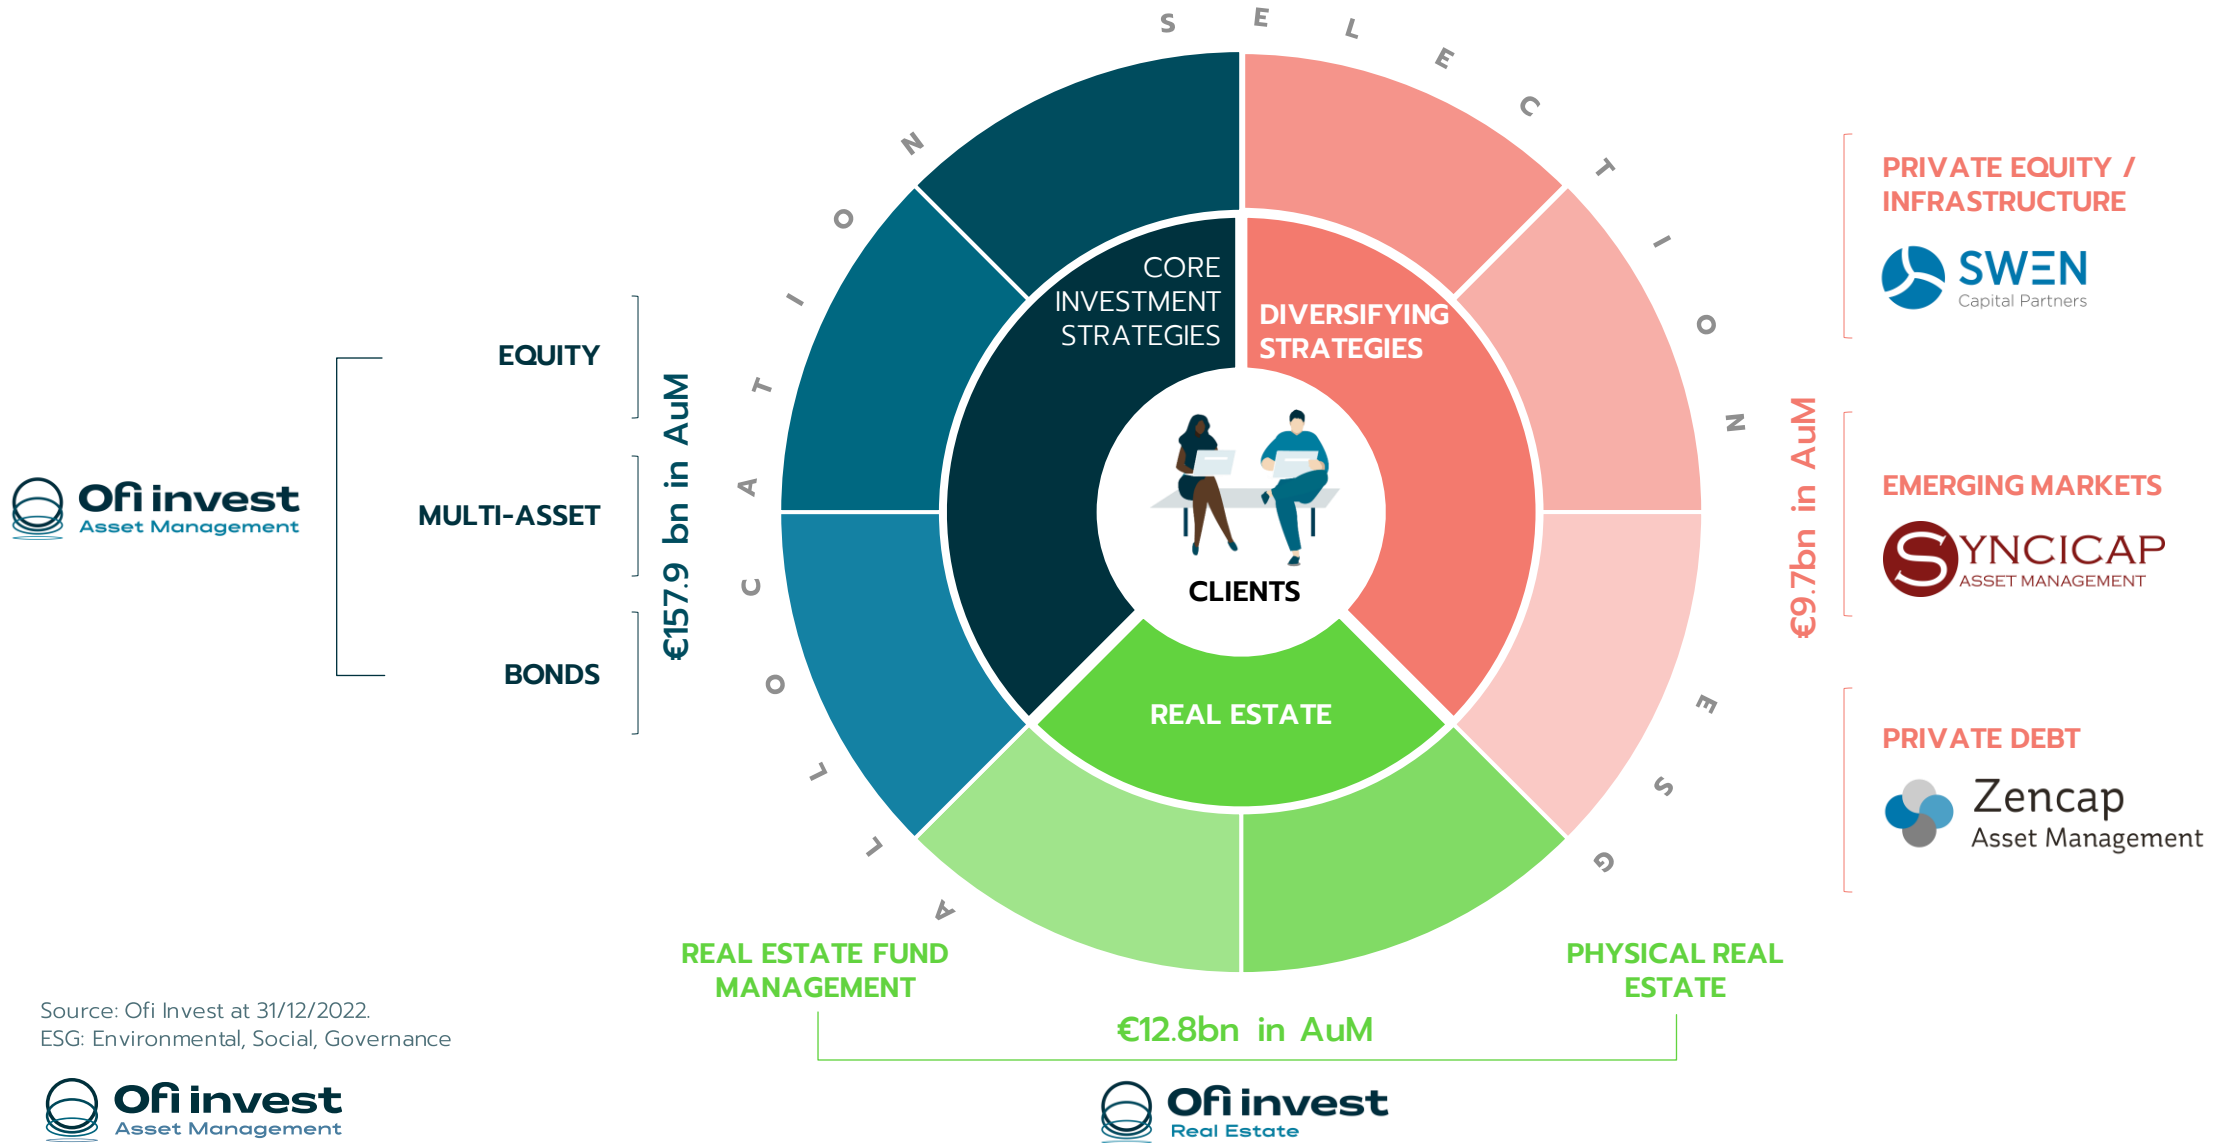 SELECTION
ESG
ALLOCATION
CORE
INVESTMENT
STRATEGIES
DIVERSIFYING
STRATEGIES
REAL ESTATE
CLIENTS
Ofi invest
Asset Management
EQUITY
MULTI-ASSET
BONDS
€157.9 bn in AuM
€9.7bn in AuM
PRIVATE EQUITY /
INFRASTRUCTURE
SWEN
Capital Partners
EMERGING MARKETS
SYNCICAP
ASSET MANAGEMENT
PRIVATE DEBT
Zencap
Asset Management
REAL ESTATE FUND
MANAGEMENT
PHYSICAL REAL
ESTATE
€12.8bn in AuM
Ofi invest
Real Estate
Source: Ofi Invest at 31/12/2022.
ESG: Environmental, Social, Governance
Ofi invest
Asset Management